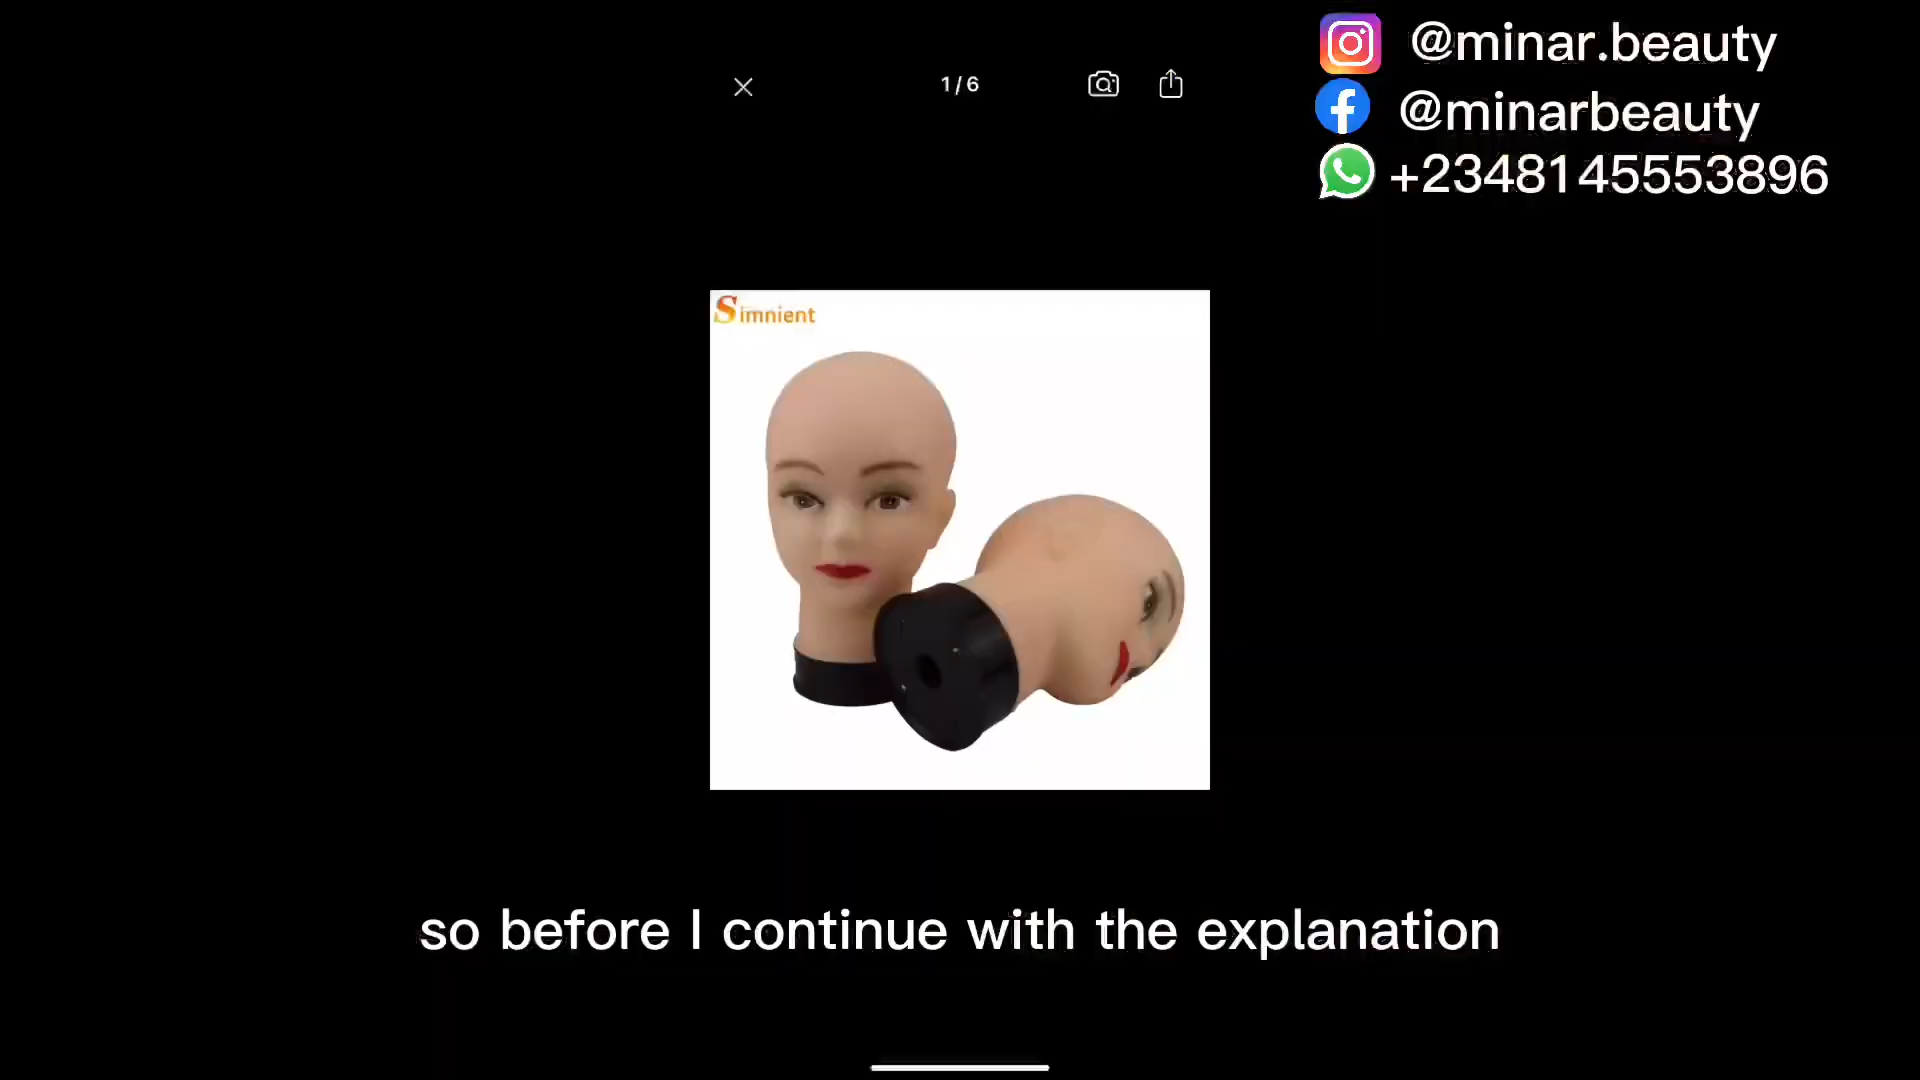 @minar.beauty
@minarbeauty
+2348145553896
1/6
Simnient
so before I continue with the explanation